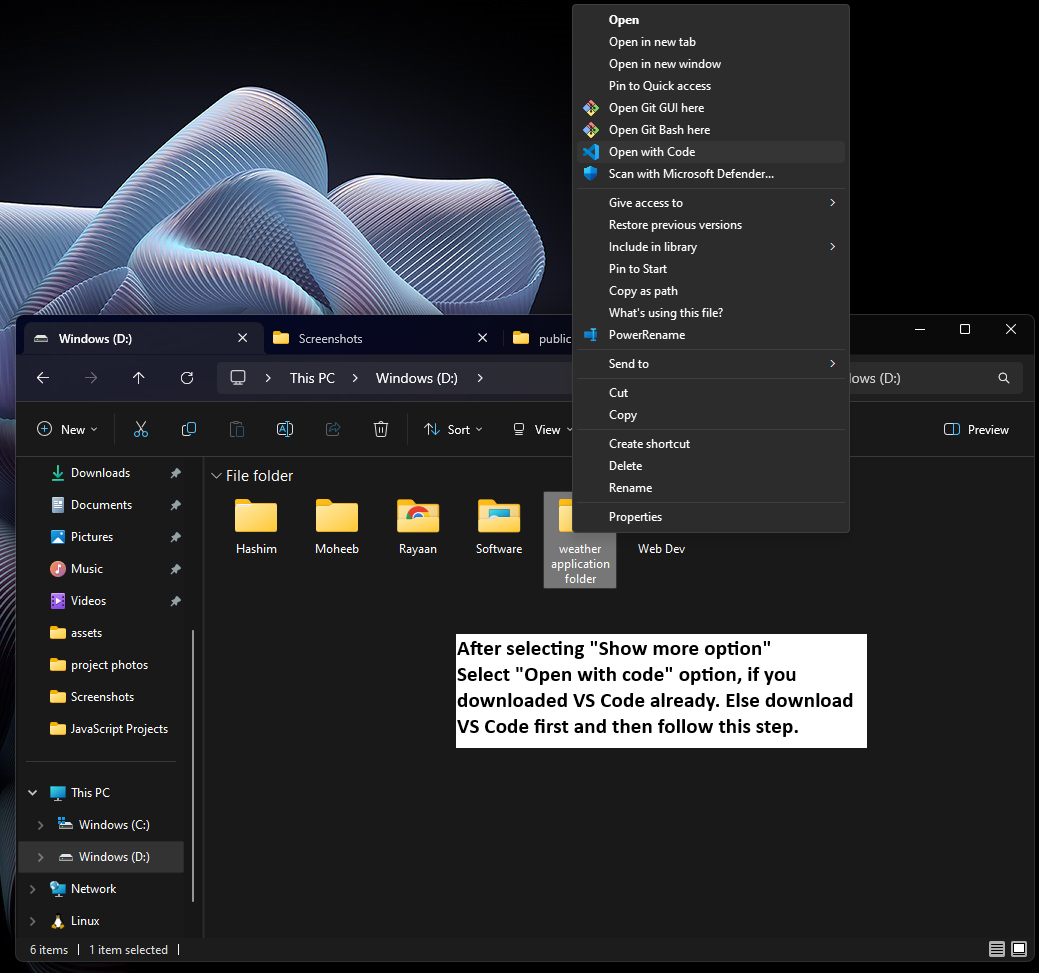 Open
Open in new tab
Open in new window
Pin to Quick access
Open Git GUI here
Open Git Bash here
Open with Code
Scan with Microsoft Defender...
Give access to
Restore previous versions
Include in library
Pin to Start
Copy as path
What's using this file?
PowerRename
Send to
Cut
Copy
Create shortcut
Delete
Rename
Properties
Windows (D:)
Screenshots
public
This PC
Windows (D:)
dows (D:)
New
Sort
View
Preview
Downloads
Documents
Pictures
Music
Videos
assets
project photos
Screenshots
JavaScript Projects
This PC
Windows (C:)
Windows (D:)
Network
Linux
File folder
Hashim
Moheeb
Rayaan
Software
weather
application
folder
Web Dev
After selecting "Show more option"
Select "Open with code" option, if you
downloaded VS Code already. Else download
VS Code first and then follow this step.
6 items
1 item selected